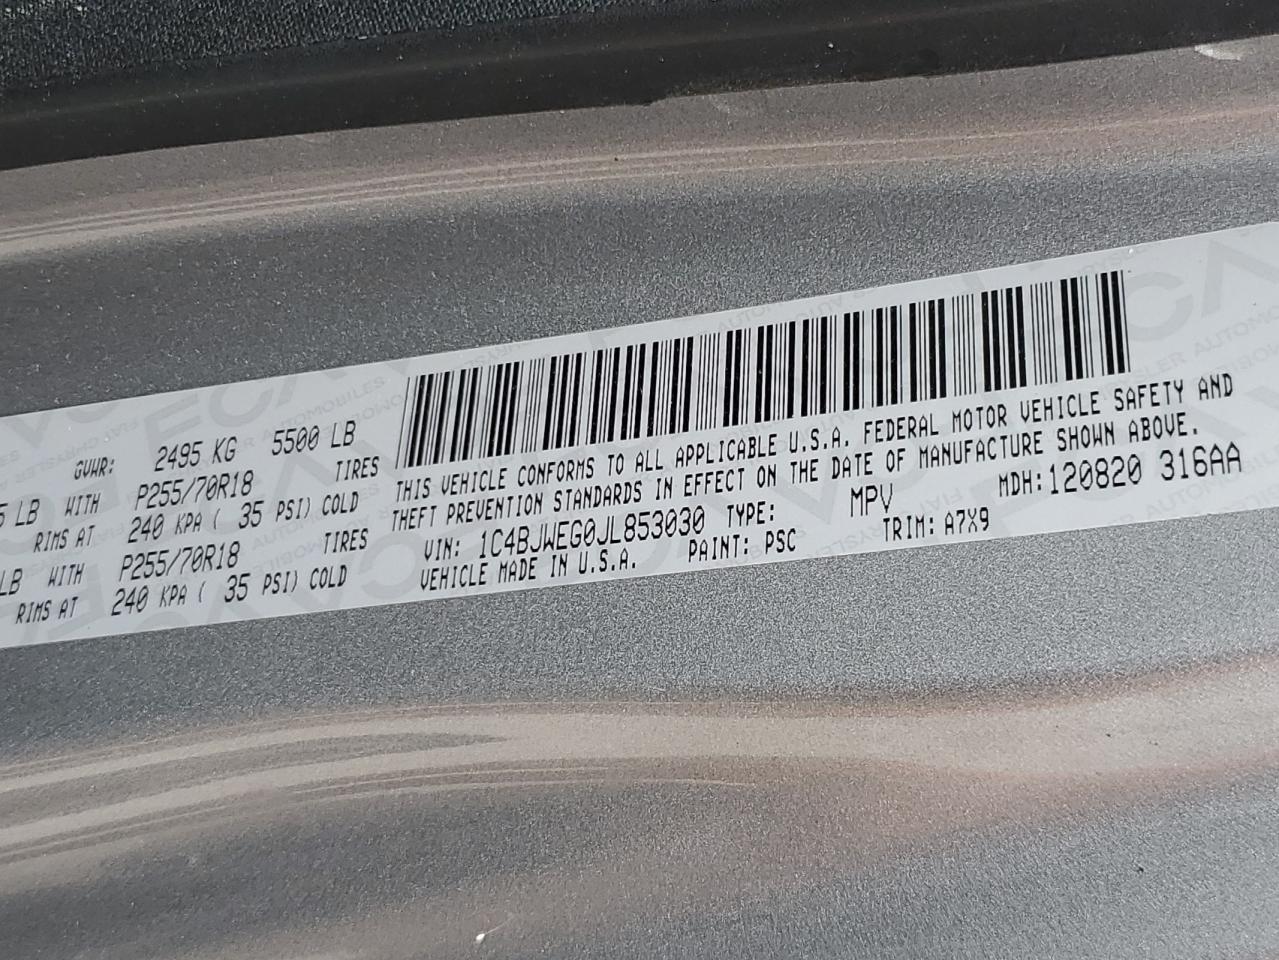 GVWR: 2495 KG 5500 LB
5 LB WITH P255/70R18 TIRES
RIMS AT 240 KPA ( 35 PSI) COLD
LB WITH P255/70R18 TIRES
RIMS AT 240 KPA ( 35 PSI) COLD
THIS VEHICLE CONFORMS TO ALL APPLICABLE U.S.A. FEDERAL MOTOR VEHICLE SAFETY AND
THEFT PREVENTION STANDARDS IN EFFECT ON THE DATE OF MANUFACTURE SHOWN ABOVE.
VIN: 1C4BJWEG0JL853030 TYPE: MPV MDH: 120820 316AA
VEHICLE MADE IN U.S.A. PAINT: PSC TRIM: A7X9